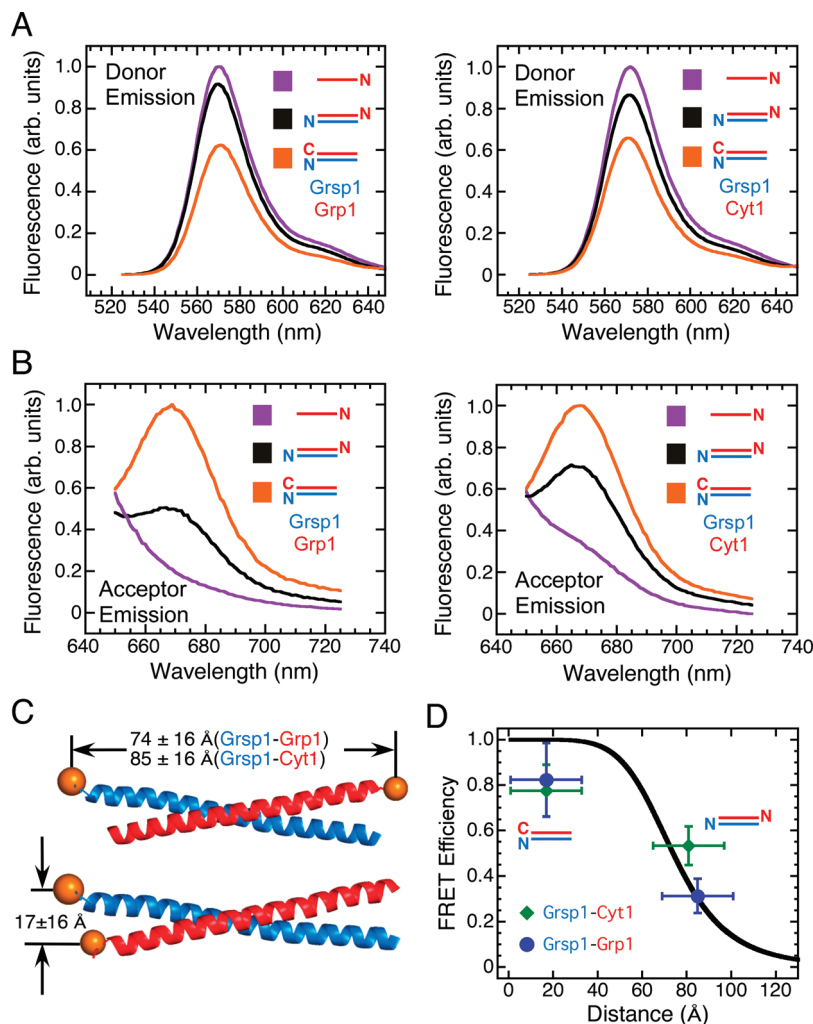 A
Fluorescence (arb. units)
1.0
0.8
0.6
0.4
0.2
0
Donor
Emission
N
N N
C
N
Grsp1
Grp1
520 540 560 580 600 620 640
Wavelength (nm)
Fluorescence (arb. units)
1.0
0.8
0.6
0.4
0.2
0
Donor
Emission
N
N N
C
N
Grsp1
Cyt1
520 540 560 580 600 620 640
Wavelength (nm)
B
Fluorescence (arb. units)
1.0
0.8
0.6
0.4
0.2
0
N
N N
C
N
Grsp1
Grp1
Acceptor
Emission
640 660 680 700 720 740
Wavelength (nm)
Fluorescence (arb. units)
1.0
0.8
0.6
0.4
0.2
0
N
N N
C
N
Grsp1
Cyt1
Acceptor
Emission
640 660 680 700 720 740
Wavelength (nm)
C
74 ± 16 Å(Grsp1-Grp1)
85 ± 16 Å(Grsp1-Cyt1)
17±16 Å
D
FRET Efficiency
1.0
0.8
0.6
0.4
0.2
0
C
N
N N
Grsp1-Cyt1
Grsp1-Grp1
0 20 40 60 80 100 120
Distance (Å)